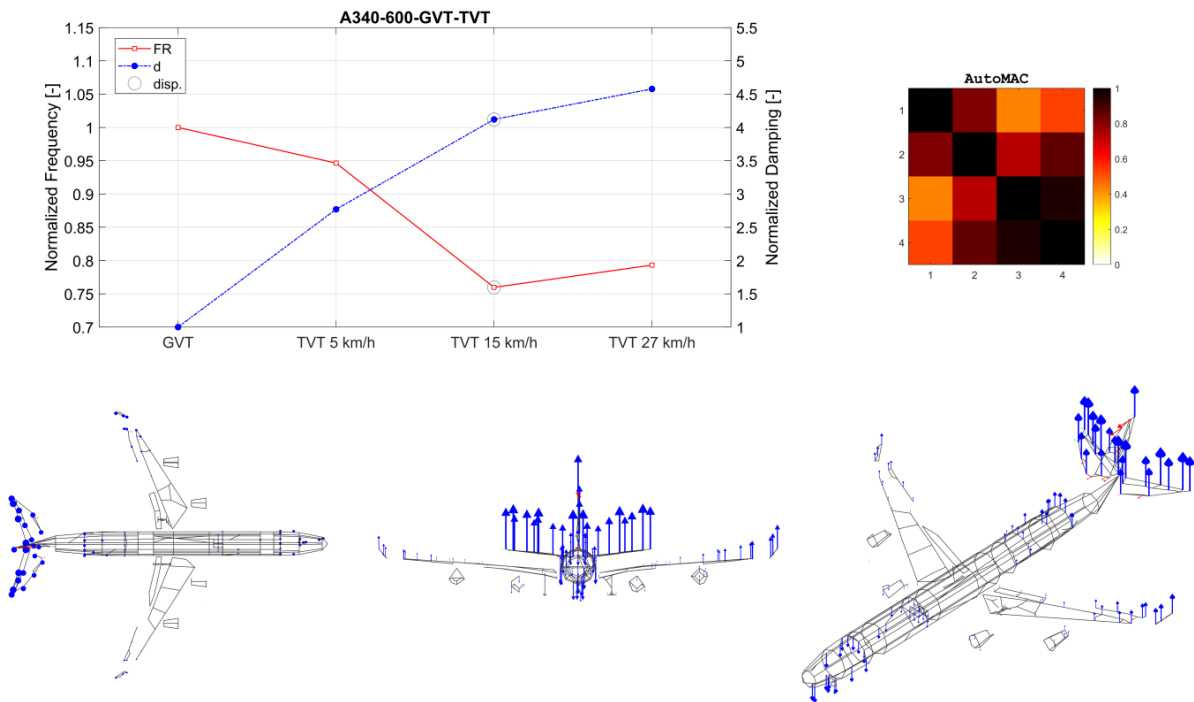 A340-600-GVT-TVT
FR
d
disp.
Normalized Frequency [-]
1.15
1.1
1.05
1
0.95
0.9
0.85
0.8
0.75
0.7
Normalized Damping [-]
5.5
5
4.5
4
3.5
3
2.5
2
1.5
1
GVT
TVT 5 km/h
TVT 15 km/h
TVT 27 km/h
AutoMAC
1
2
3
4
1 2 3 4
1
0.8
0.6
0.4
0.2
0